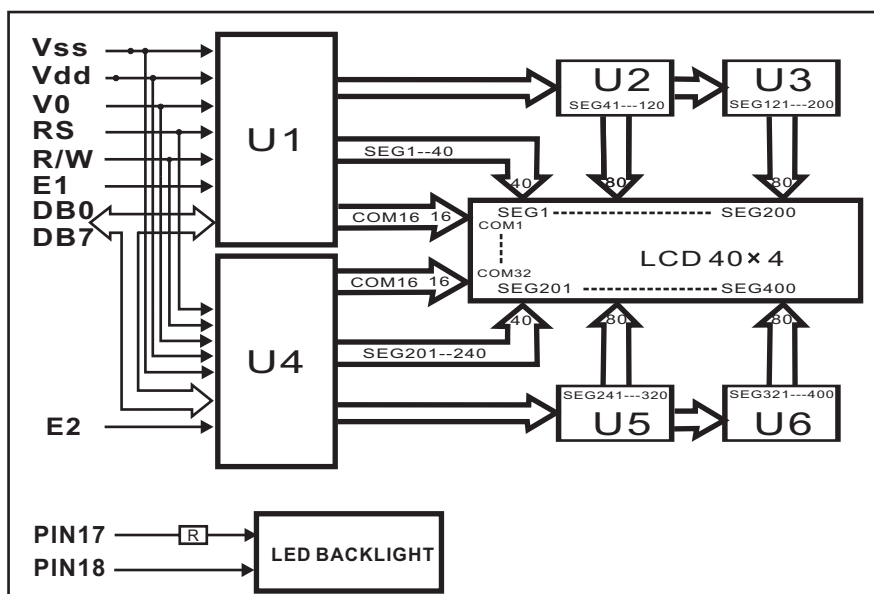 Vss
Vdd
V0
RS
R/W
E1
DB0
DB7
E2
U1
U4
U2
SEG41---120
U3
SEG121---200
SEG1--40
40
80
80
COM16 16
COM16 16
SEG1 ---------------------- SEG200
COM1
COM32
LCD 40×4
SEG201 ------------------ SEG400
40
80
80
SEG201--240
SEG241---320
U5
SEG321---400
U6
PIN17
R
PIN18
LED BACKLIGHT